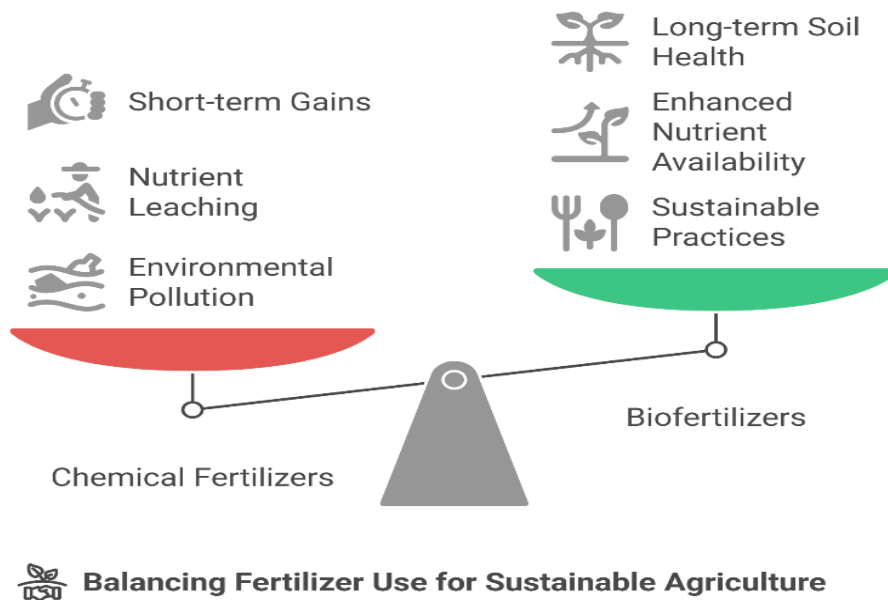 Short-term Gains
Nutrient
Leaching
Environmental
Pollution
Chemical Fertilizers
Long-term Soil
Health
Enhanced
Nutrient
Availability
Sustainable
Practices
Biofertilizers
Balancing Fertilizer Use for Sustainable Agriculture